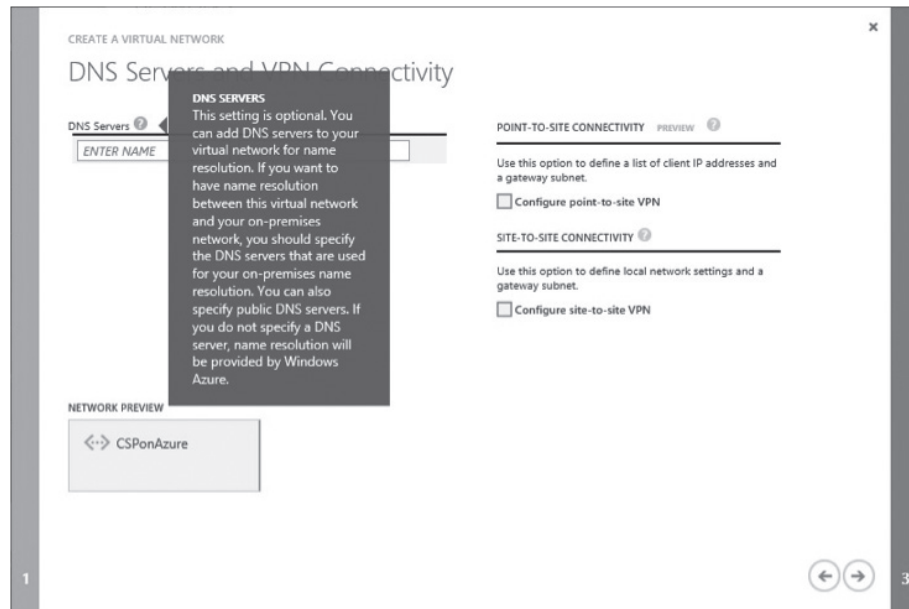 CREATE A VIRTUAL NETWORK
DNS Servers and VPN Connectivity
DNS Servers
ENTER NAME
DNS SERVERS
This setting is optional. You
can add DNS servers to your
virtual network for name
resolution. If you want to
have name resolution
between this virtual network
and your on-premises
network, you should specify
the DNS servers that are used
for your on-premises name
resolution. You can also
specify public DNS servers. If
you do not specify a DNS
server, name resolution will
be provided by Windows
Azure.
POINT-TO-SITE CONNECTIVITY PREVIEW
Use this option to define a list of client IP addresses and
a gateway subnet.
Configure point-to-site VPN
SITE-TO-SITE CONNECTIVITY
Use this option to define local network settings and a
gateway subnet.
Configure site-to-site VPN
NETWORK PREVIEW
CSPonAzure
1
3